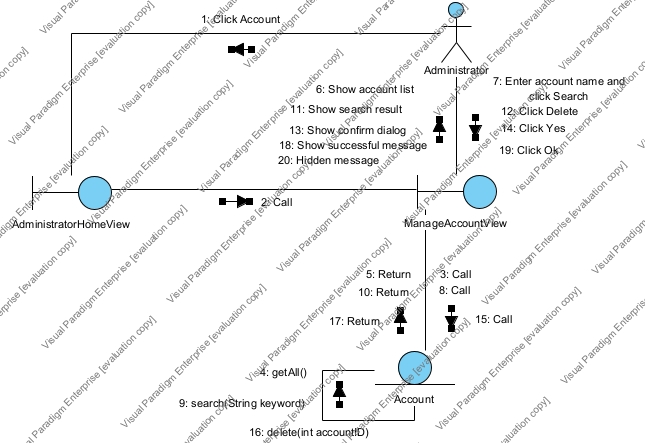 1: Click Account
Administrator
6: Show account list
11: Show search result
13: Show confirm dialog
18: Show successful message
20: Hidden message
7: Enter account name and
click Search
12: Click Delete
14: Click Yes
19: Click Ok
AdministratorHomeView
2: Call
ManageAccountView
5: Return
10: Return
17: Return
3: Call
8: Call
15: Call
4: getAll()
9: search(String keyword)
16: delete(int accountID)
Account
Visual Paradigm Enterprise [evaluation copy]